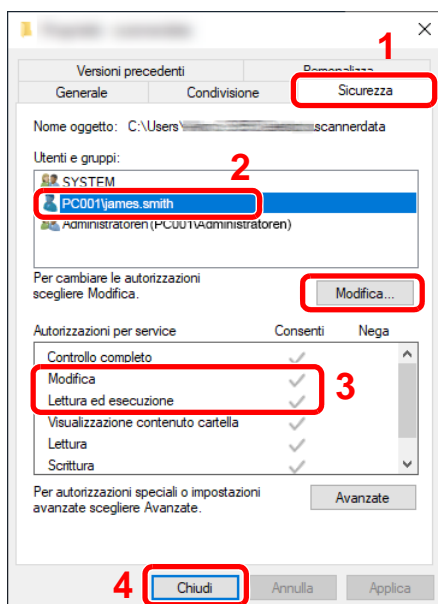 1
Versioni precedenti
Personalizza
Generale
Condivisione
Sicurezza
Nome oggetto: C:\Users\ scannerdata
Utenti e gruppi:
2
SYSTEM
PC001\james.smith
Administratoren (PC001\Administratoren)
Per cambiare le autorizzazioni
scegliere Modifica.
Modifica...
Autorizzazioni per service
Consenti
Nega
Controllo completo
Modifica
3
Lettura ed esecuzione
Visualizzazione contenuto cartella
Lettura
Scrittura
Per autorizzazioni speciali o impostazioni
avanzate scegliere Avanzate.
Avanzate
4
Chiudi
Annulla
Applica